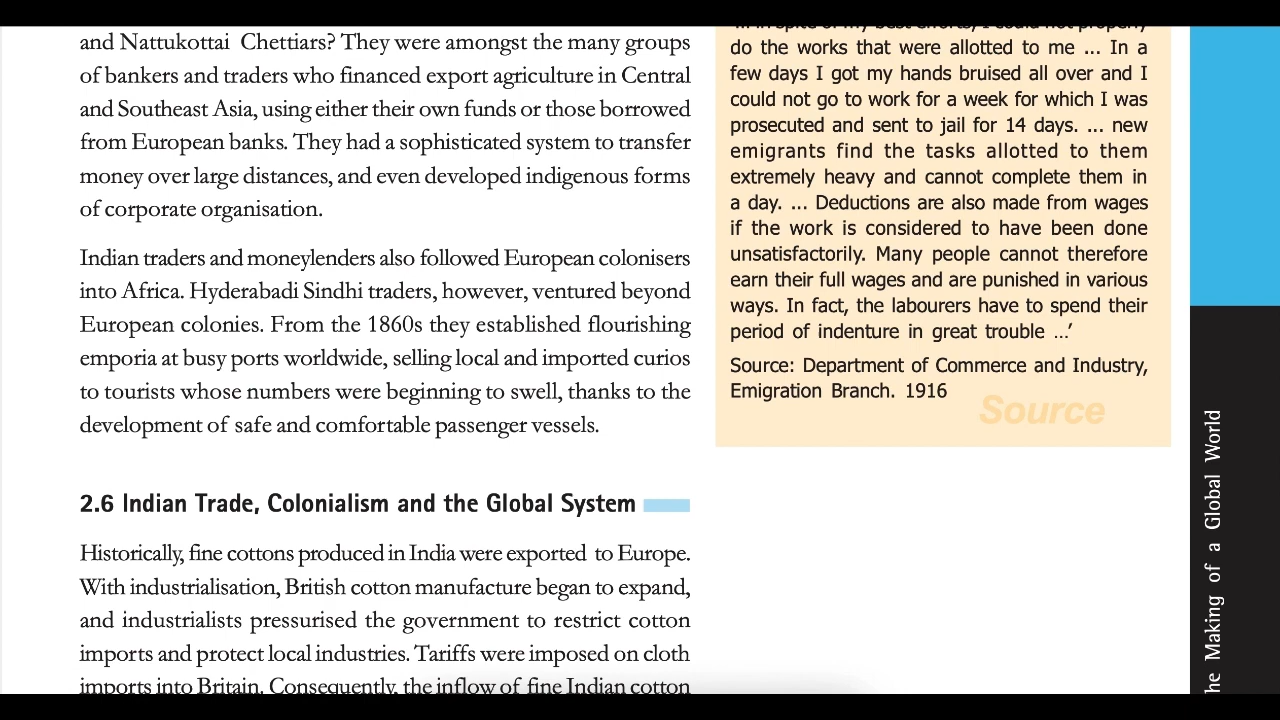 and Nattukottai Chettiars? They were amongst the many groups
of bankers and traders who financed export agriculture in Central
and Southeast Asia, using either their own funds or those borrowed
from European banks. They had a sophisticated system to transfer
money over large distances, and even developed indigenous forms
of corporate organisation.
Indian traders and moneylenders also followed European colonisers
into Africa. Hyderabadi Sindhi traders, however, ventured beyond
European colonies. From the 1860s they established flourishing
emporia at busy ports worldwide, selling local and imported curios
to tourists whose numbers were beginning to swell, thanks to the
development of safe and comfortable passenger vessels.
2.6 Indian Trade, Colonialism and the Global System
Historically, fine cottons produced in India were exported to Europe.
With industrialisation, British cotton manufacture began to expand,
and industrialists pressurised the government to restrict cotton
imports and protect local industries. Tariffs were imposed on cloth
imports into Britain. Consequently, the inflow of fine Indian cotton
... in spite of my best efforts, I could not properly
do the works that were allotted to me ... In a
few days I got my hands bruised all over and I
could not go to work for a week for which I was
prosecuted and sent to jail for 14 days. ... new
emigrants find the tasks allotted to them
extremely heavy and cannot complete them in
a day. ... Deductions are also made from wages
if the work is considered to have been done
unsatisfactorily. Many people cannot therefore
earn their full wages and are punished in various
ways. In fact, the labourers have to spend their
period of indenture in great trouble ...’
Source: Department of Commerce and Industry,
Emigration Branch. 1916
Source
he Making of a Global World